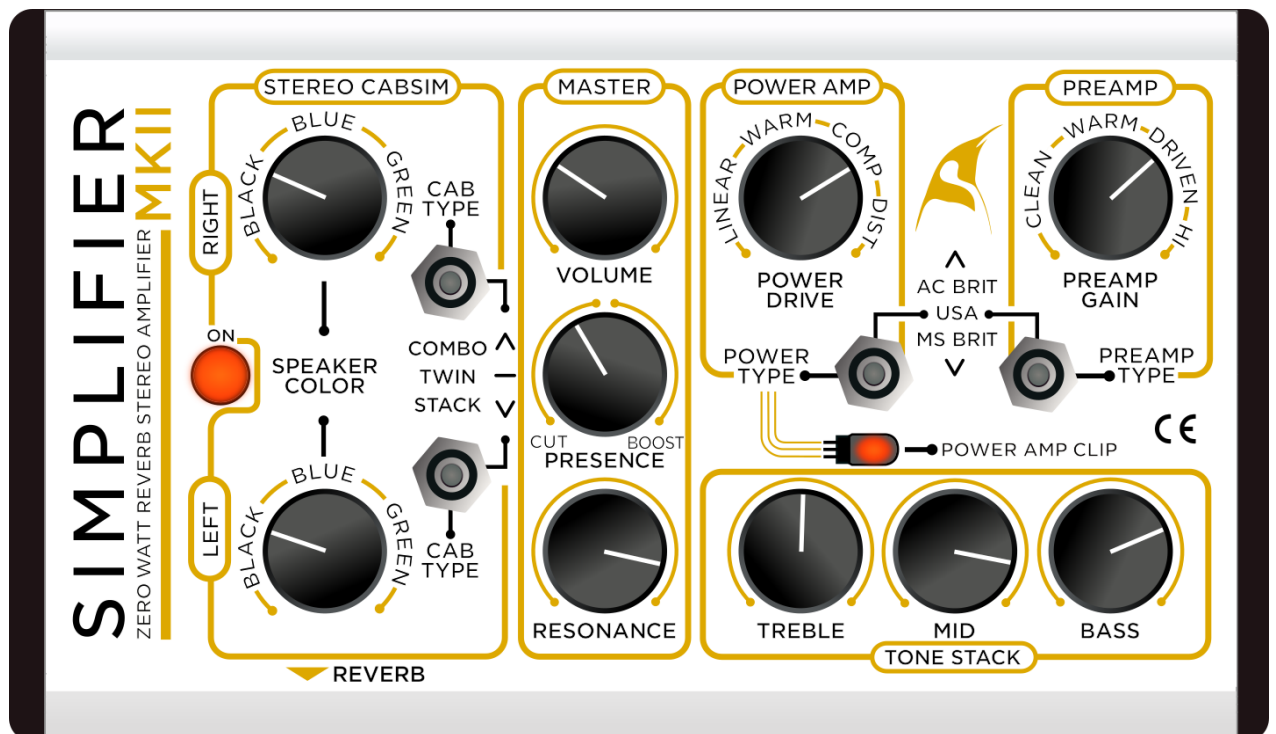 SIMPLIFIER
MKII
ZERO WATT REVERB STEREO AMPLIFIER
STEREO CABSIM
RIGHT
BLACK
BLUE
GREEN
CAB
TYPE
ON
SPEAKER
COLOR
COMBO
TWIN
STACK
LEFT
BLACK
BLUE
GREEN
CAB
TYPE
REVERB
MASTER
VOLUME
CUT
BOOST
PRESENCE
RESONANCE
POWER AMP
LINEAR
WARM
COMP
DIST
POWER
DRIVE
AC BRIT
USA
MS BRIT
POWER
TYPE
PREAMP
CLEAN
WARM
DRIVEN
HI
PREAMP
GAIN
PREAMP
TYPE
CE
POWER AMP CLIP
TREBLE
MID
BASS
TONE STACK